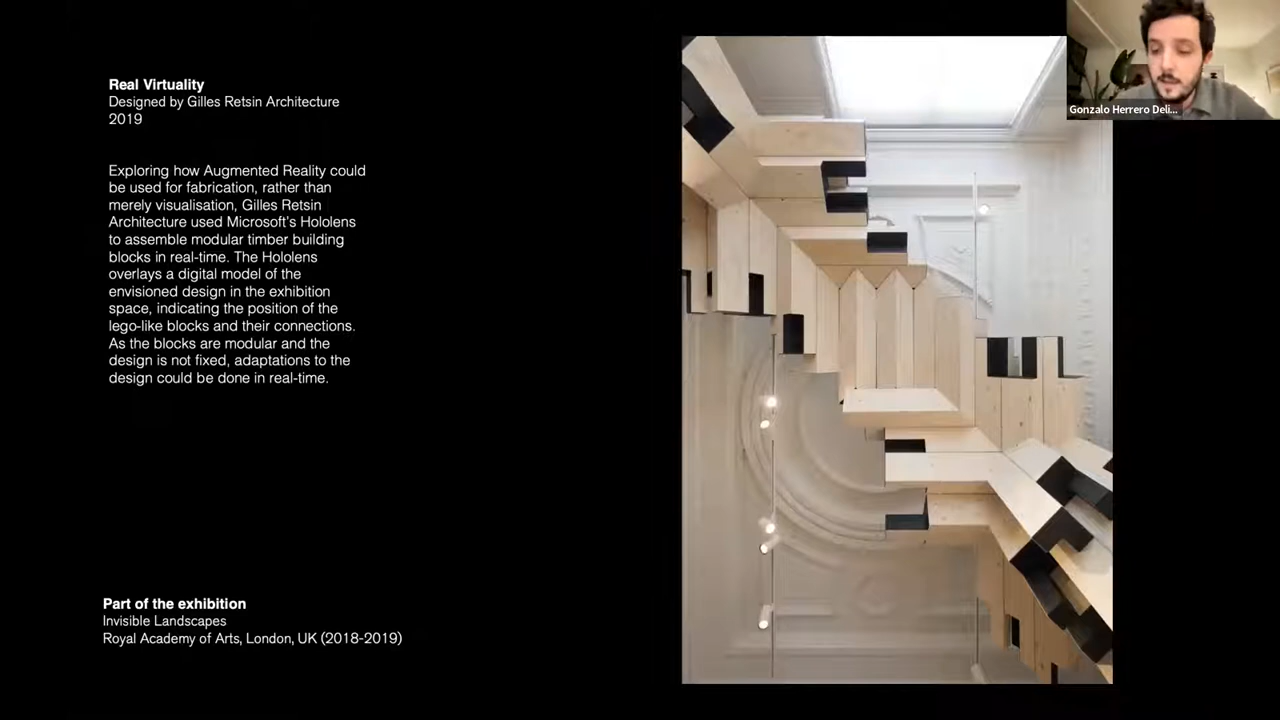 Real Virtuality
Designed by Gilles Retsin Architecture
2019
Exploring how Augmented Reality could
be used for fabrication, rather than
merely visualisation, Gilles Retsin
Architecture used Microsoft's Hololens
to assemble modular timber building
blocks in real-time. The Hololens
overlays a digital model of the
envisioned design in the exhibition
space, indicating the position of the
lego-like blocks and their connections.
As the blocks are modular and the
design is not fixed, adaptations to the
design could be done in real-time.
Part of the exhibition
Invisible Landscapes
Royal Academy of Arts, London, UK (2018-2019)
Gonzalo Herrero Deli...